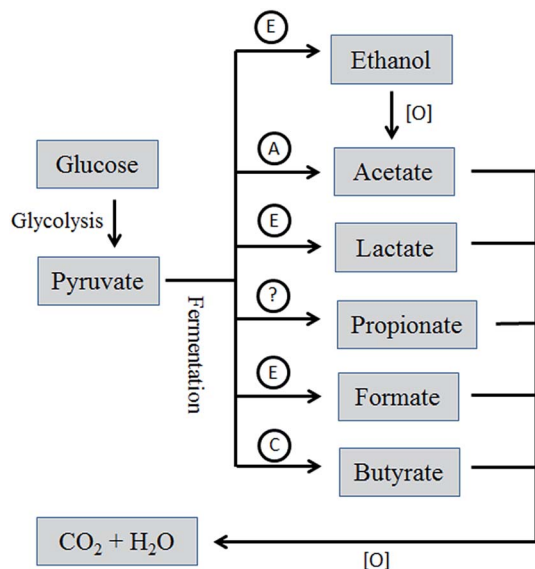 E
Ethanol
[O]
A
Glucose
Acetate
Glycolysis
E
Lactate
Pyruvate
?
Fermentation
Propionate
E
Formate
C
Butyrate
CO₂ + H₂O
[O]